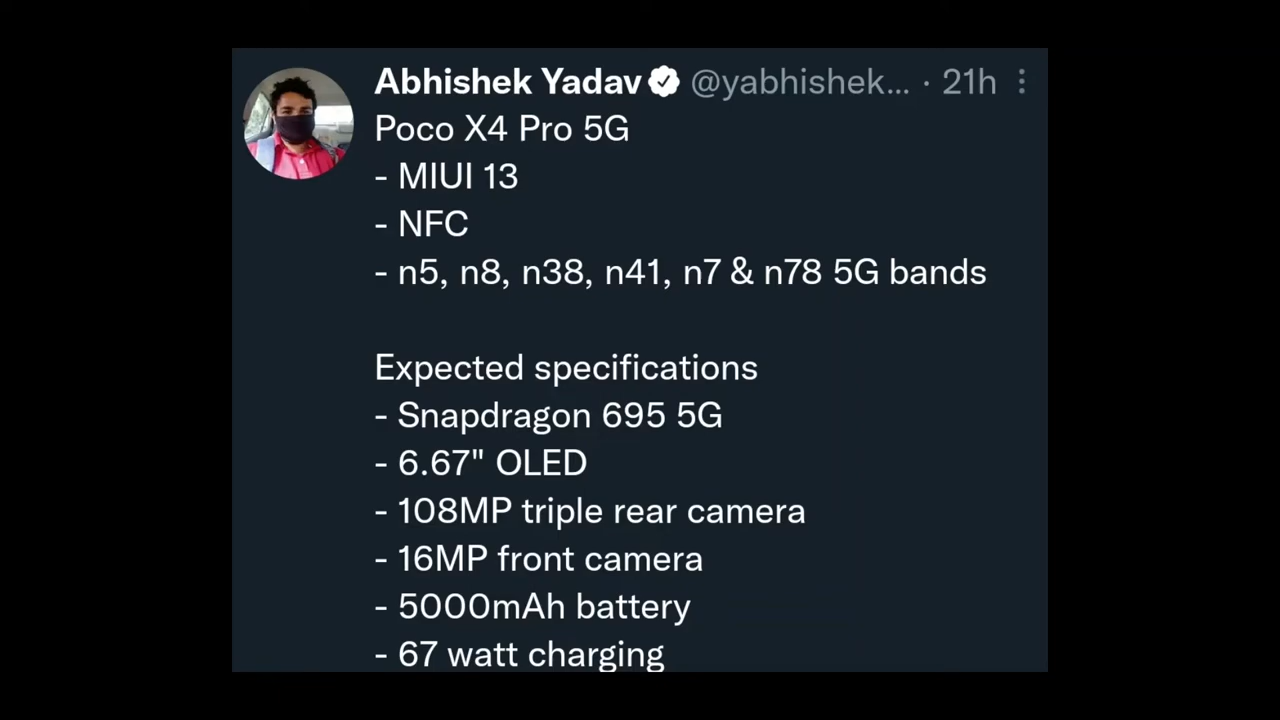 Abhishek Yadav @yabhishek... · 21h
Poco X4 Pro 5G
- MIUI 13
- NFC
- n5, n8, n38, n41, n7 & n78 5G bands
Expected specifications
- Snapdragon 695 5G
- 6.67" OLED
- 108MP triple rear camera
- 16MP front camera
- 5000mAh battery
- 67 watt charging